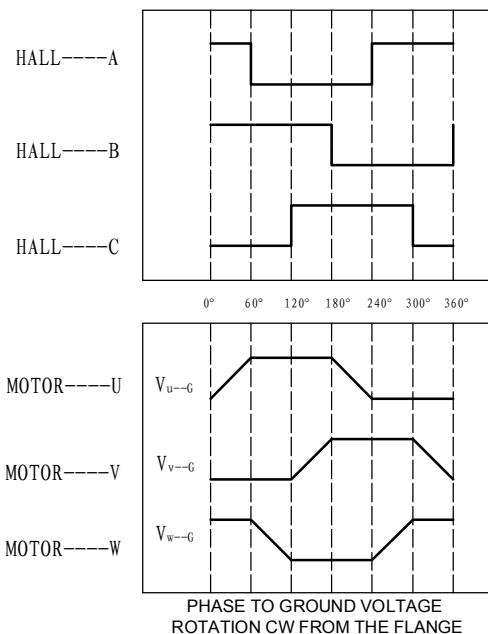 HALL----A
HALL----B
HALL----C
0° 60° 120° 180° 240° 300° 360°
MOTOR----U Vu--G
MOTOR----V Vv--G
MOTOR----W Vw--G
PHASE TO GROUND VOLTAGE
ROTATION CW FROM THE FLANGE